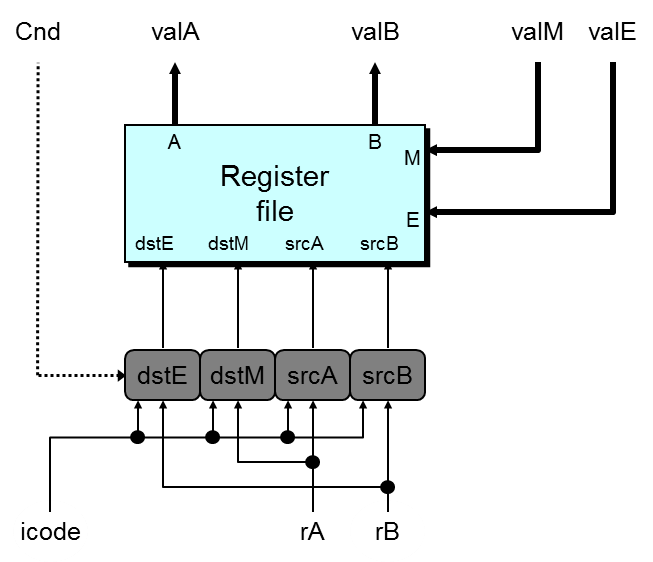 Cnd valA valB valM valE
A B
M
Register
file
E
dstE dstM srcA srcB
dstE dstM srcA srcB
icode rA rB